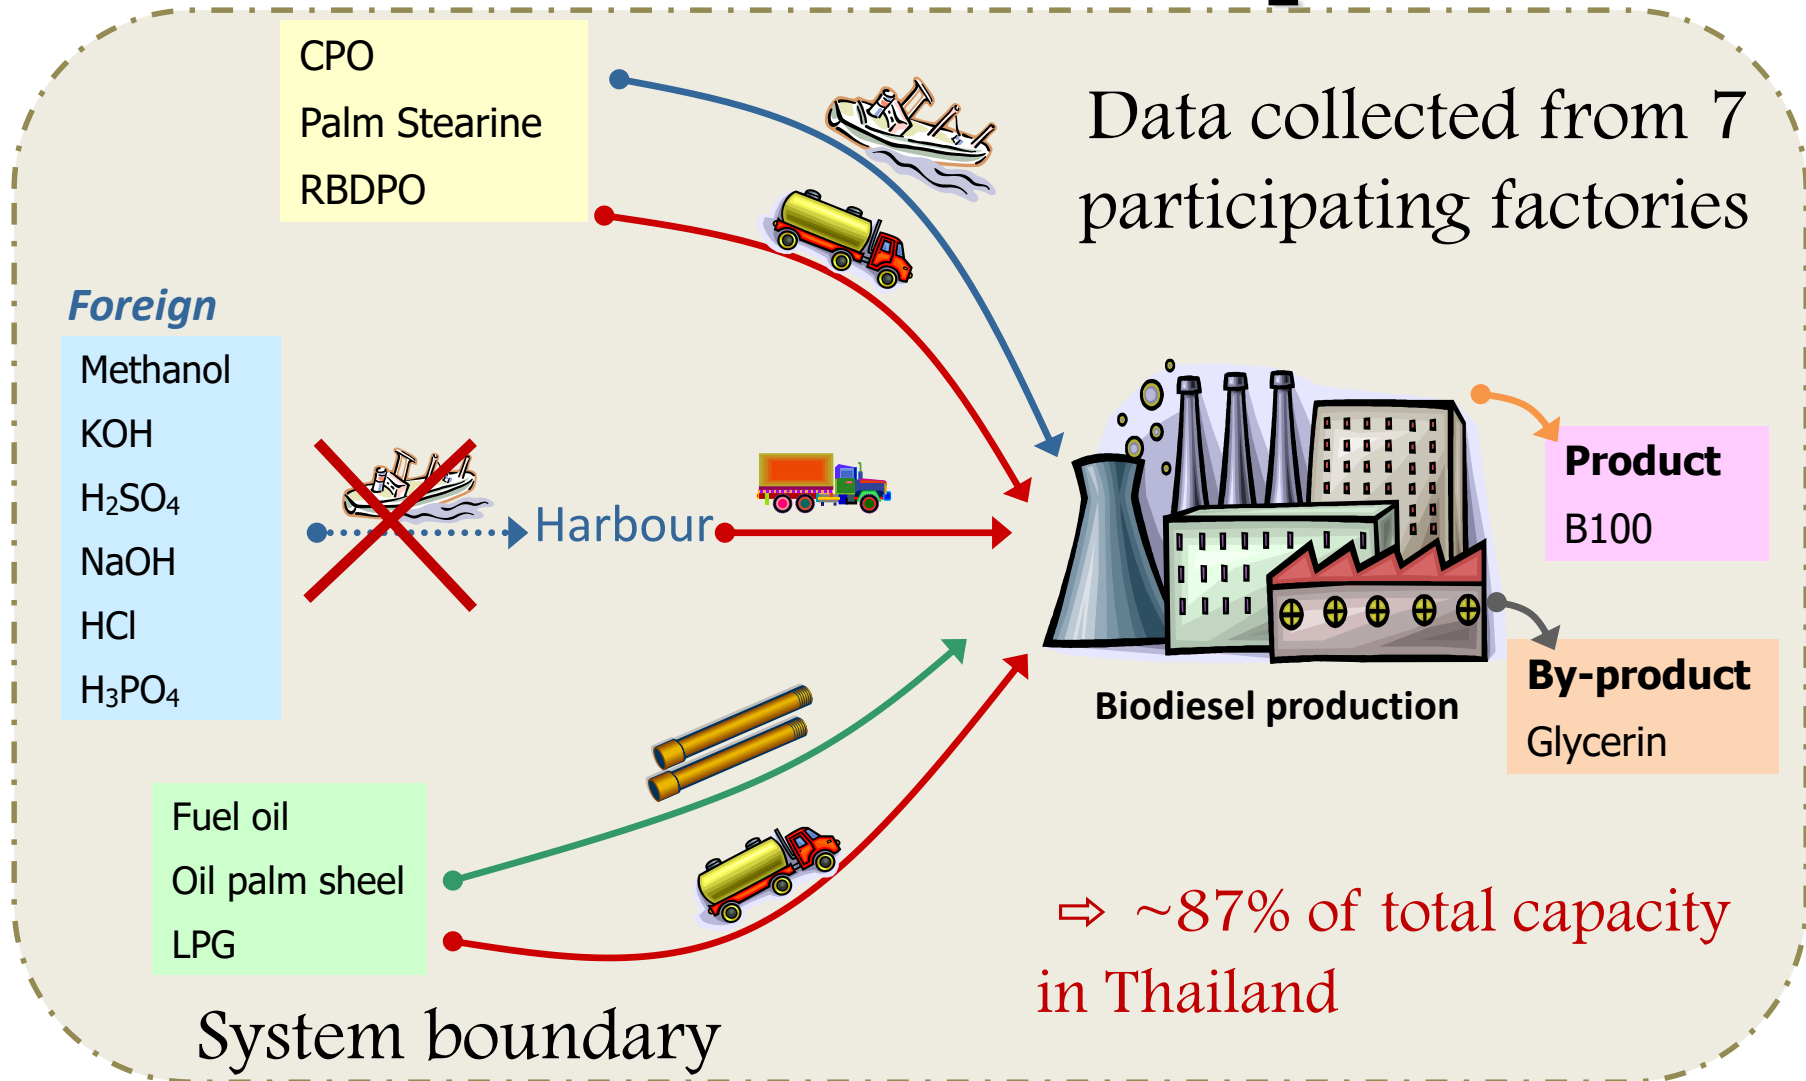 CPO
Palm Stearine
RBDPO
Data collected from 7
participating factories
Foreign
Methanol
KOH
H₂SO₄
NaOH
HCl
H₃PO₄
Harbour
Product
B100
By-product
Glycerin
Biodiesel production
Fuel oil
Oil palm sheel
LPG
⇨ ~87% of total capacity
in Thailand
System boundary